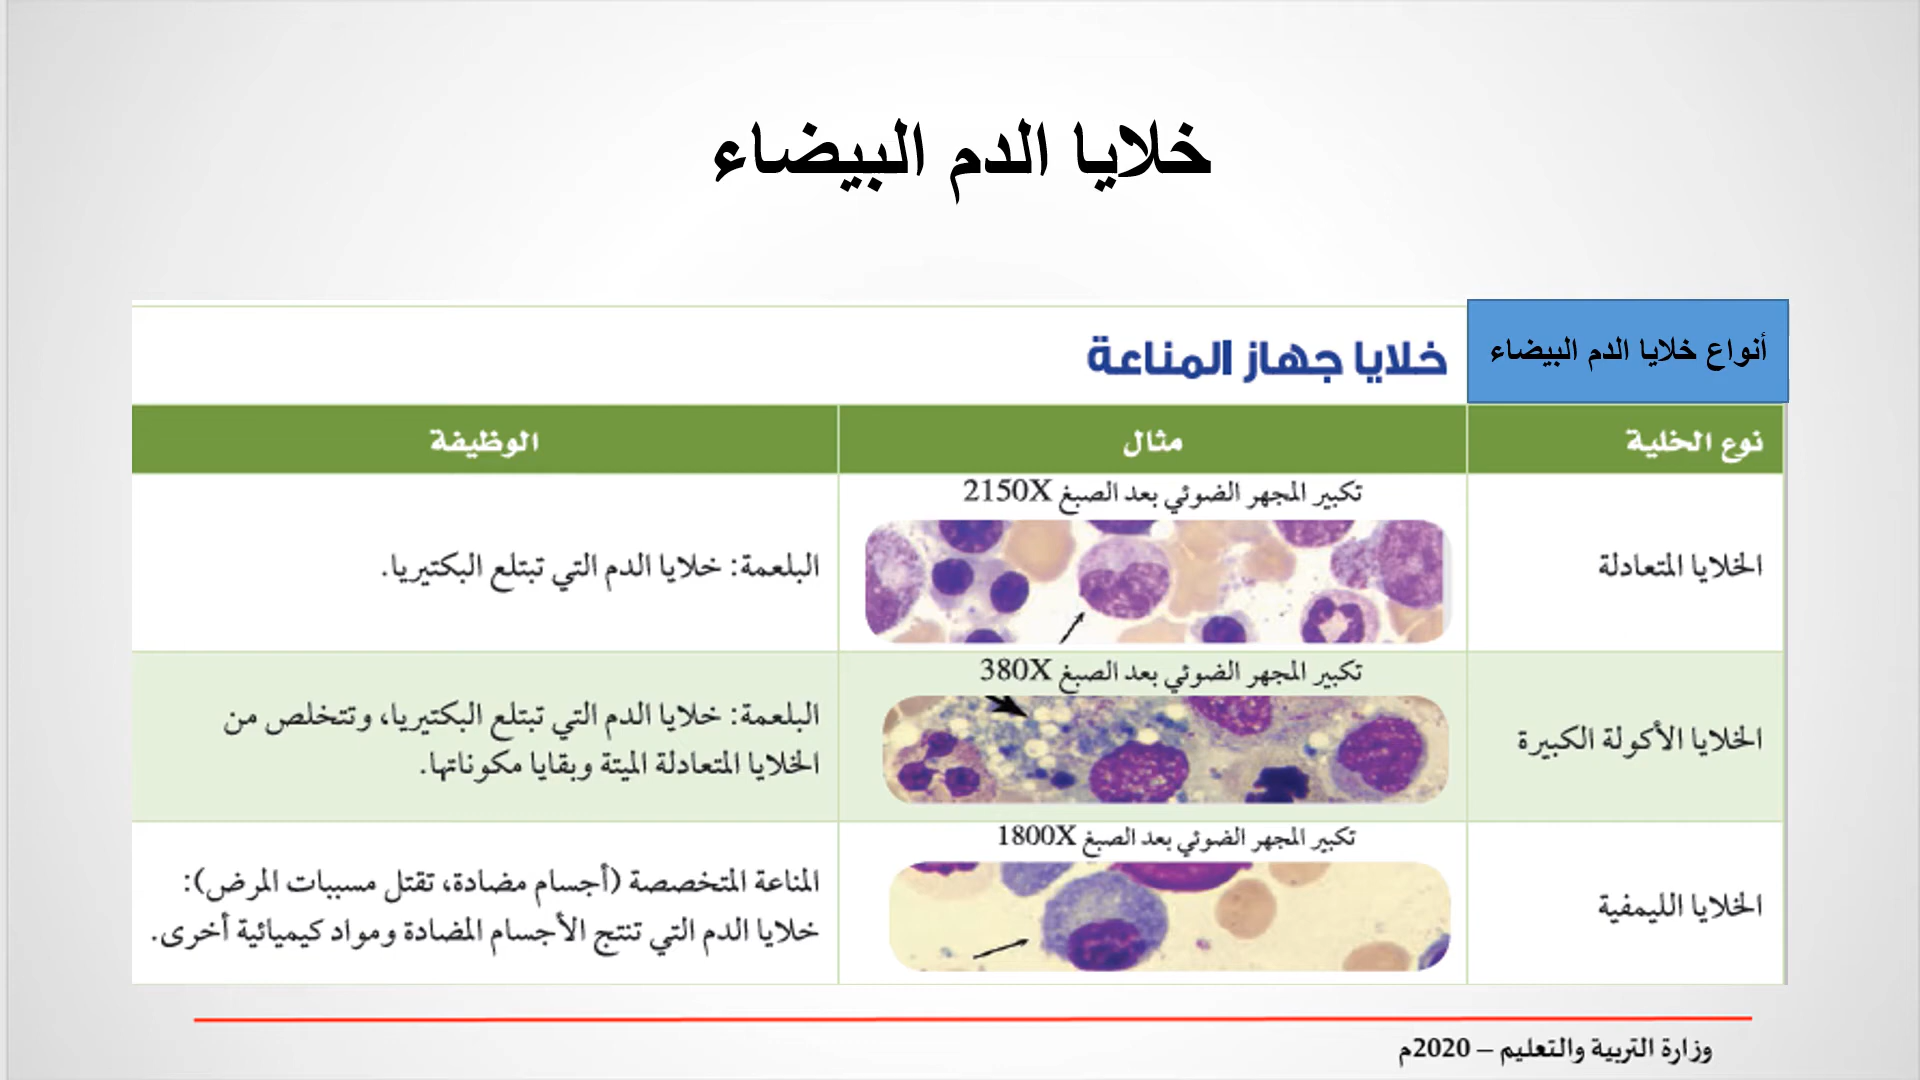 خلايا الدم البيضاء
أنواع خلايا الدم البيضاء
خلايا جهاز المناعة
نوع الخلية
مثال
الوظيفة
الخلايا المتعادلة
تكبير المجهر الضوئي بعد الصبغ 2150X
البلعمة: خلايا الدم التي تبتلع البكتيريا.
الخلايا الأكولة الكبيرة
تكبير المجهر الضوئي بعد الصبغ 380X
البلعمة: خلايا الدم التي تبتلع البكتيريا، وتتخلص من
الخلايا المتعادلة الميتة وبقايا مكوناتها.
الخلايا الليمفية
تكبير المجهر الضوئي بعد الصبغ 1800X
المناعة المتخصصة (أجسام مضادة، تقتل مسببات المرض):
خلايا الدم التي تنتج الأجسام المضادة ومواد كيميائية أخرى.
وزارة التربية والتعليم – 2020م